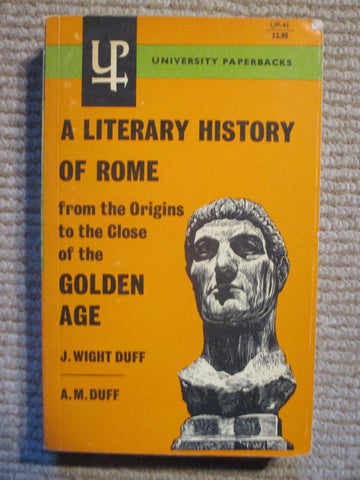 UP
UP-41
$2.95
UNIVERSITY PAPERBACKS
A LITERARY HISTORY
OF ROME
from the Origins
to the Close
of the
GOLDEN
AGE
J. WIGHT DUFF
A. M. DUFF